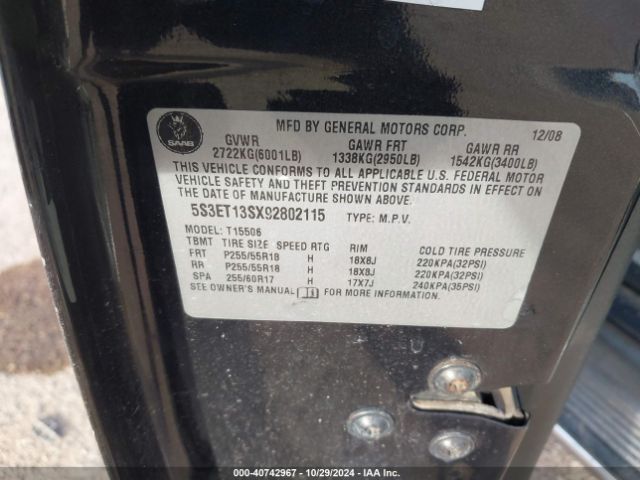 SAAB
MFD BY GENERAL MOTORS CORP. 12/08
GVWR GAWR FRT GAWR RR
2722KG(6001LB) 1338KG(2950LB) 1542KG(3400LB)
THIS VEHICLE CONFORMS TO ALL APPLICABLE U.S. FEDERAL MOTOR
VEHICLE SAFETY AND THEFT PREVENTION STANDARDS IN EFFECT ON
THE DATE OF MANUFACTURE SHOWN ABOVE.
5S3ET13SX92802115 TYPE: M.P.V.
MODEL: T15506
TBMT TIRE SIZE SPEED RTG RIM COLD TIRE PRESSURE
FRT P255/55R18 H 18X8J 220KPA(32PSI)
RR P255/55R18 H 18X8J 220KPA(32PSI)
SPA 255/60R17 H 17X7J 240KPA(35PSI)
SEE OWNER'S MANUAL FOR MORE INFORMATION.
000-40742967 - 10/29/2024 - IAA Inc.